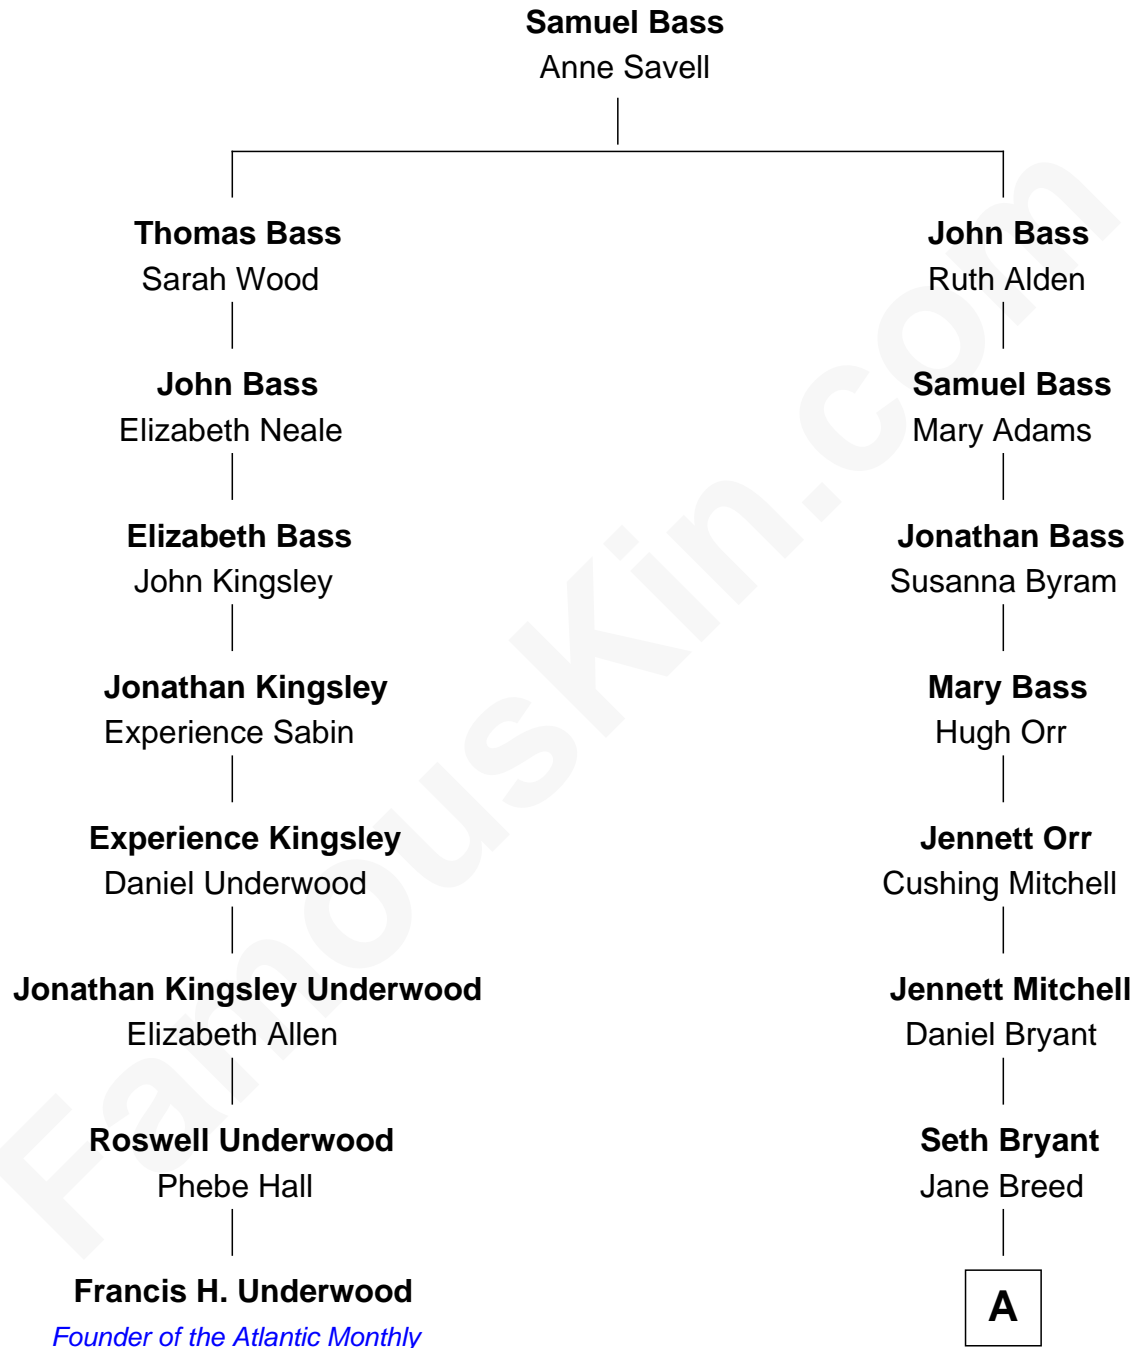 Samuel Bass
Anne Savell
Thomas Bass
Sarah Wood
John Bass
Ruth Alden
John Bass
Elizabeth Neale
Samuel Bass
Mary Adams
Elizabeth Bass
John Kingsley
Jonathan Bass
Susanna Byram
Jonathan Kingsley
Experience Sabin
Mary Bass
Hugh Orr
Experience Kingsley
Daniel Underwood
Jennett Orr
Cushing Mitchell
Jonathan Kingsley Underwood
Elizabeth Allen
Jennett Mitchell
Daniel Bryant
Roswell Underwood
Phebe Hall
Seth Bryant
Jane Breed
Francis H. Underwood
Founder of the Atlantic Monthly
A
FamousKin.com